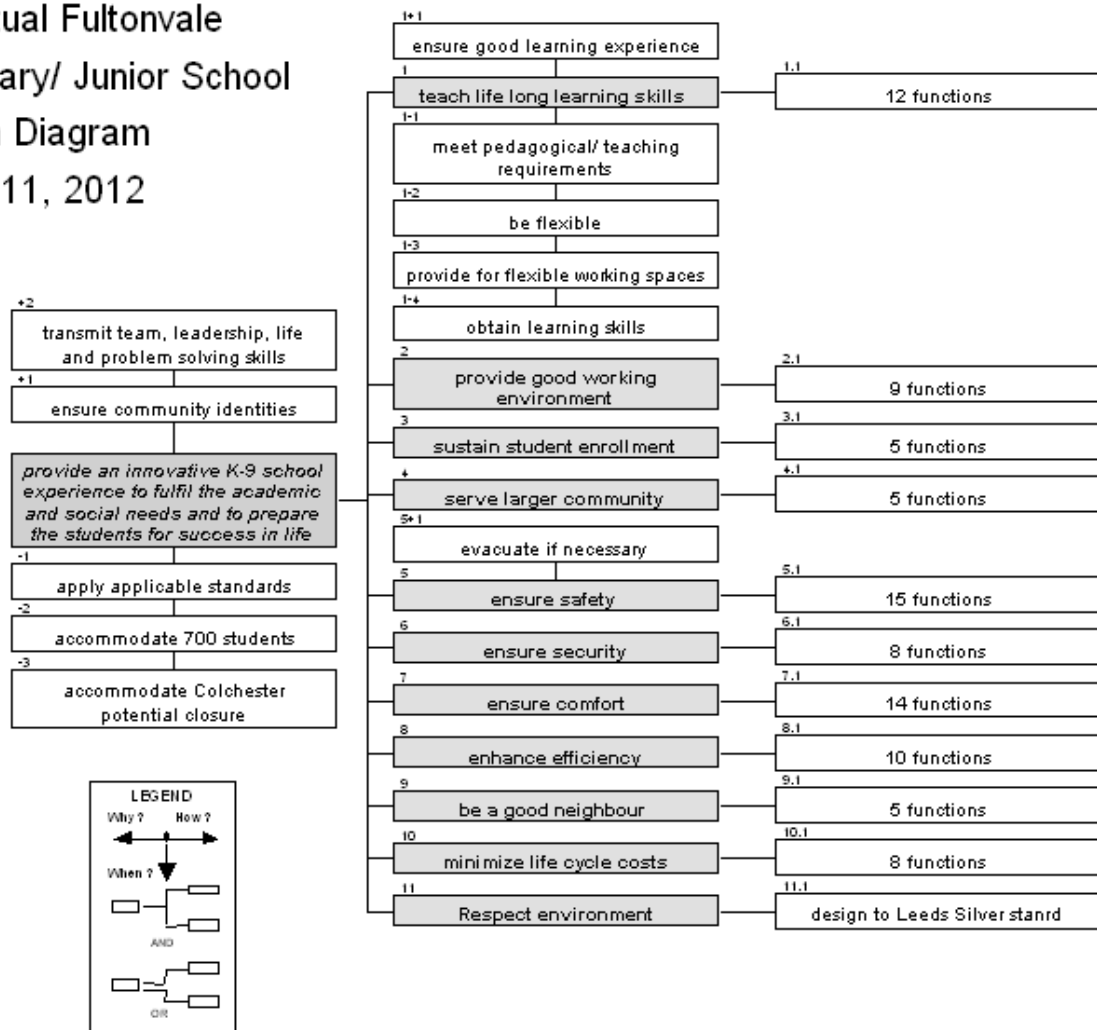 tual Fultonvale
ary/ Junior School
n Diagram
11, 2012
+2
transmit team, leadership, life
and problem solving skills
+1
ensure community identities
provide an innovative K-9 school
experience to fulfil the academic
and social needs and to prepare
the students for success in life
-1
apply applicable standards
-2
accommodate 700 students
-3
accommodate Colchester
potential closure
1+1
ensure good learning experience
1
teach life long learning skills
1.1
12 functions
1-1
meet pedagogical/ teaching
requirements
1-2
be flexible
1-3
provide for flexible working spaces
1-4
obtain learning skills
2
provide good working
environment
2.1
9 functions
3
sustain student enrollment
3.1
5 functions
4
serve larger community
4.1
5 functions
5+1
evacuate if necessary
5
ensure safety
5.1
15 functions
6
ensure security
6.1
8 functions
7
ensure comfort
7.1
14 functions
8
enhance efficiency
8.1
10 functions
9
be a good neighbour
9.1
5 functions
10
minimize life cycle costs
10.1
8 functions
11
Respect environment
11.1
design to Leeds Silver stanrd
LEGEND
Why? How?
When?
AND
OR